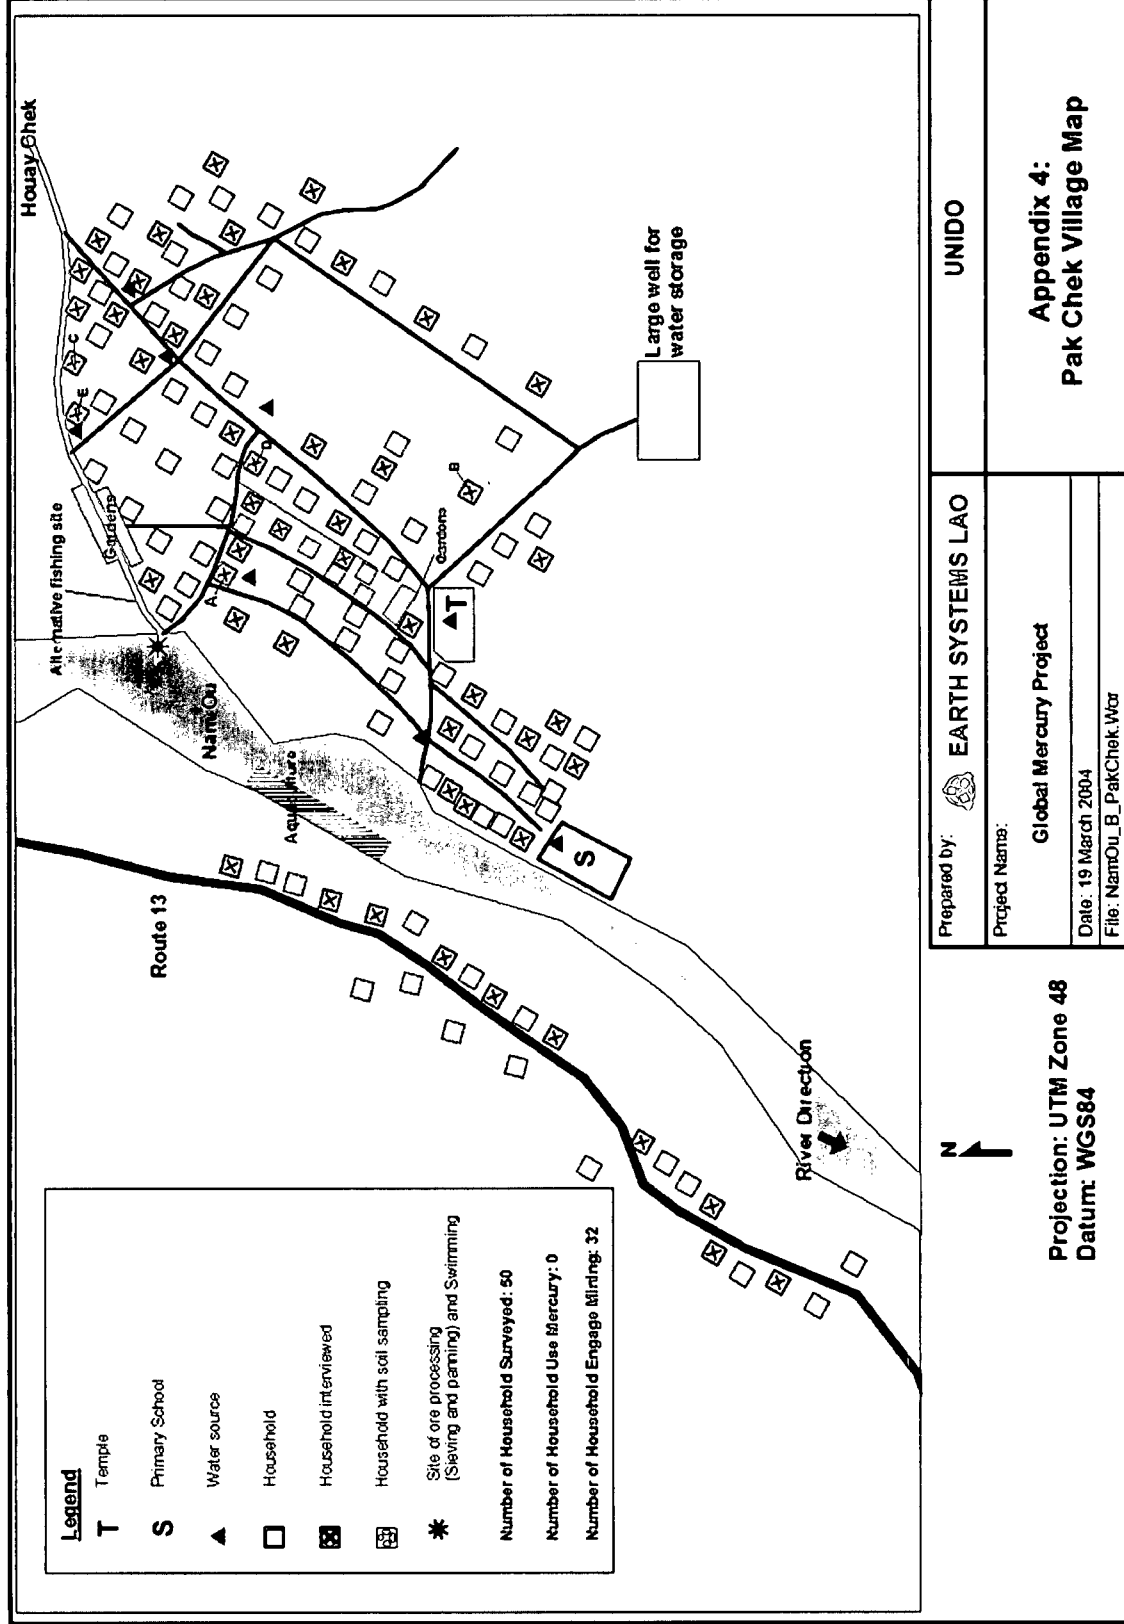 Legend
T Temple
S Primary School
Water source
Household
Household interviewed
Household with soil sampling
Site of ore processing
(Sieving and panning) and Swimming
Number of Household Surveyed: 50
Number of Household Use Mercury: 0
Number of Household Engage Mining: 32
Route 13
Houay Chek
Alternative fishing site
Gardens
Nam Ou
Aquaculture
A
B
C
D
E
Gardens
T
S
Large well for
water storage
River Direction
N
Projection: UTM Zone 48
Datum: WGS84
Prepared by: EARTH SYSTEMS LAO
Project Name:
Global Mercury Project
Date: 19 March 2004
File: NamOu_B_PakChek.Wor
UNIDO
Appendix 4:
Pak Chek Village Map